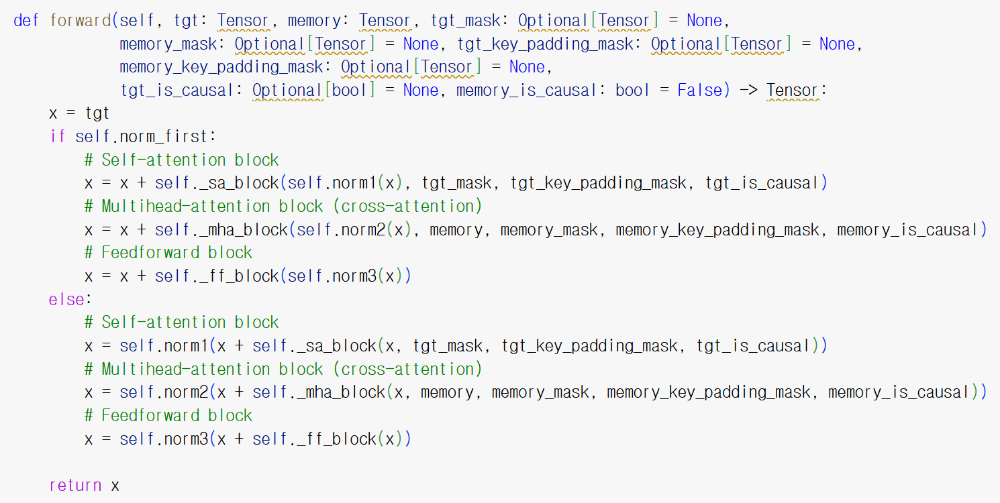 def forward(self, tgt: Tensor, memory: Tensor, tgt_mask: Optional[Tensor] = None,
            memory_mask: Optional[Tensor] = None, tgt_key_padding_mask: Optional[Tensor] = None,
            memory_key_padding_mask: Optional[Tensor] = None,
            tgt_is_causal: Optional[bool] = None, memory_is_causal: bool = False) -> Tensor:
    x = tgt
    if self.norm_first:
        # Self-attention block
        x = x + self._sa_block(self.norm1(x), tgt_mask, tgt_key_padding_mask, tgt_is_causal)
        # Multihead-attention block (cross-attention)
        x = x + self._mha_block(self.norm2(x), memory, memory_mask, memory_key_padding_mask, memory_is_causal)
        # Feedforward block
        x = x + self._ff_block(self.norm3(x))
    else:
        # Self-attention block
        x = self.norm1(x + self._sa_block(x, tgt_mask, tgt_key_padding_mask, tgt_is_causal))
        # Multihead-attention block (cross-attention)
        x = self.norm2(x + self._mha_block(x, memory, memory_mask, memory_key_padding_mask, memory_is_causal))
        # Feedforward block
        x = self.norm3(x + self._ff_block(x))

    return x